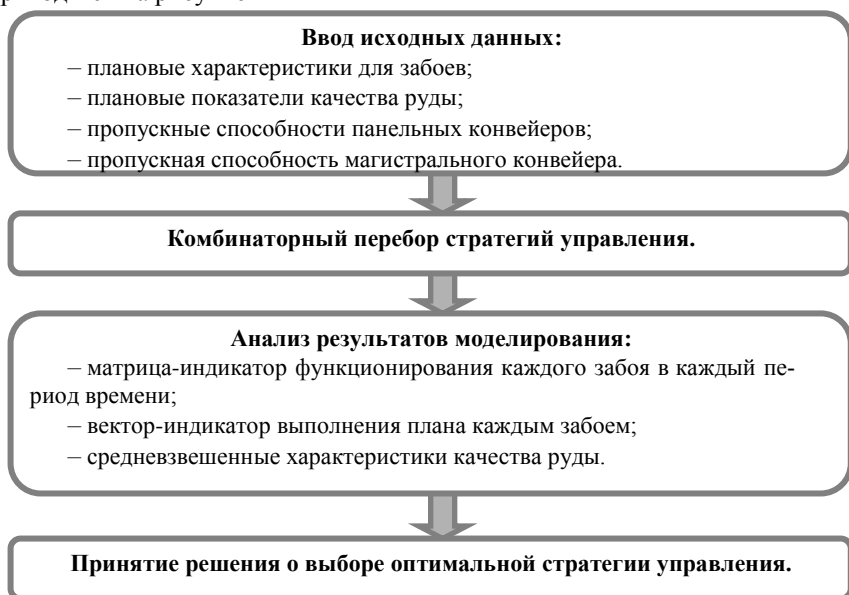 Ввод исходных данных:
– плановые характеристики для забоев;
– плановые показатели качества руды;
– пропускные способности панельных конвейеров;
– пропускная способность магистрального конвейера.
Комбинаторный перебор стратегий управления.
Анализ результатов моделирования:
– матрица-индикатор функционирования каждого забоя в каждый пе-
риод времени;
– вектор-индикатор выполнения плана каждым забоем;
– средневзвешенные характеристики качества руды.
Принятие решения о выборе оптимальной стратегии управления.